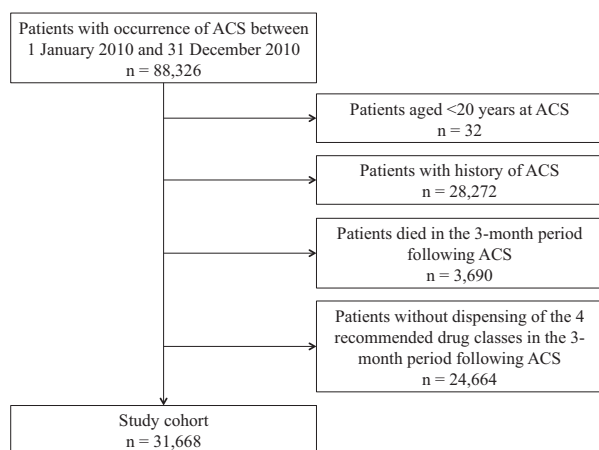 Patients with occurrence of ACS between
1 January 2010 and 31 December 2010
n = 88,326
Patients aged <20 years at ACS
n = 32
Patients with history of ACS
n = 28,272
Patients died in the 3-month period
following ACS
n = 3,690
Patients without dispensing of the 4
recommended drug classes in the 3-
month period following ACS
n = 24,664
Study cohort
n = 31,668